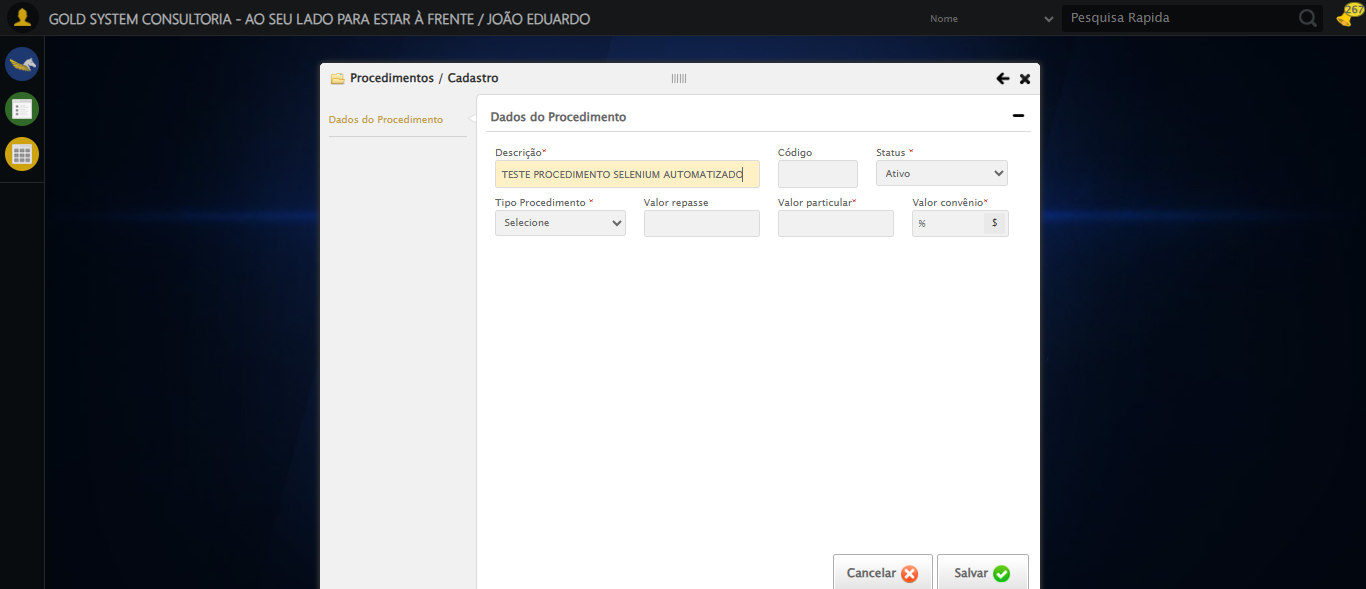 GOLD SYSTEM CONSULTORIA - AO SEU LADO PARA ESTAR À FRENTE / JOÃO EDUARDO
Nome
Pesquisa Rapida
267
Procedimentos / Cadastro
Dados do Procedimento
Dados do Procedimento
Descrição* Código Status *
TESTE PROCEDIMENTO SELENIUM AUTOMATIZADO Ativo
Tipo Procedimento * Valor repasse Valor particular* Valor convênio*
Selecione % $
Cancelar Salvar